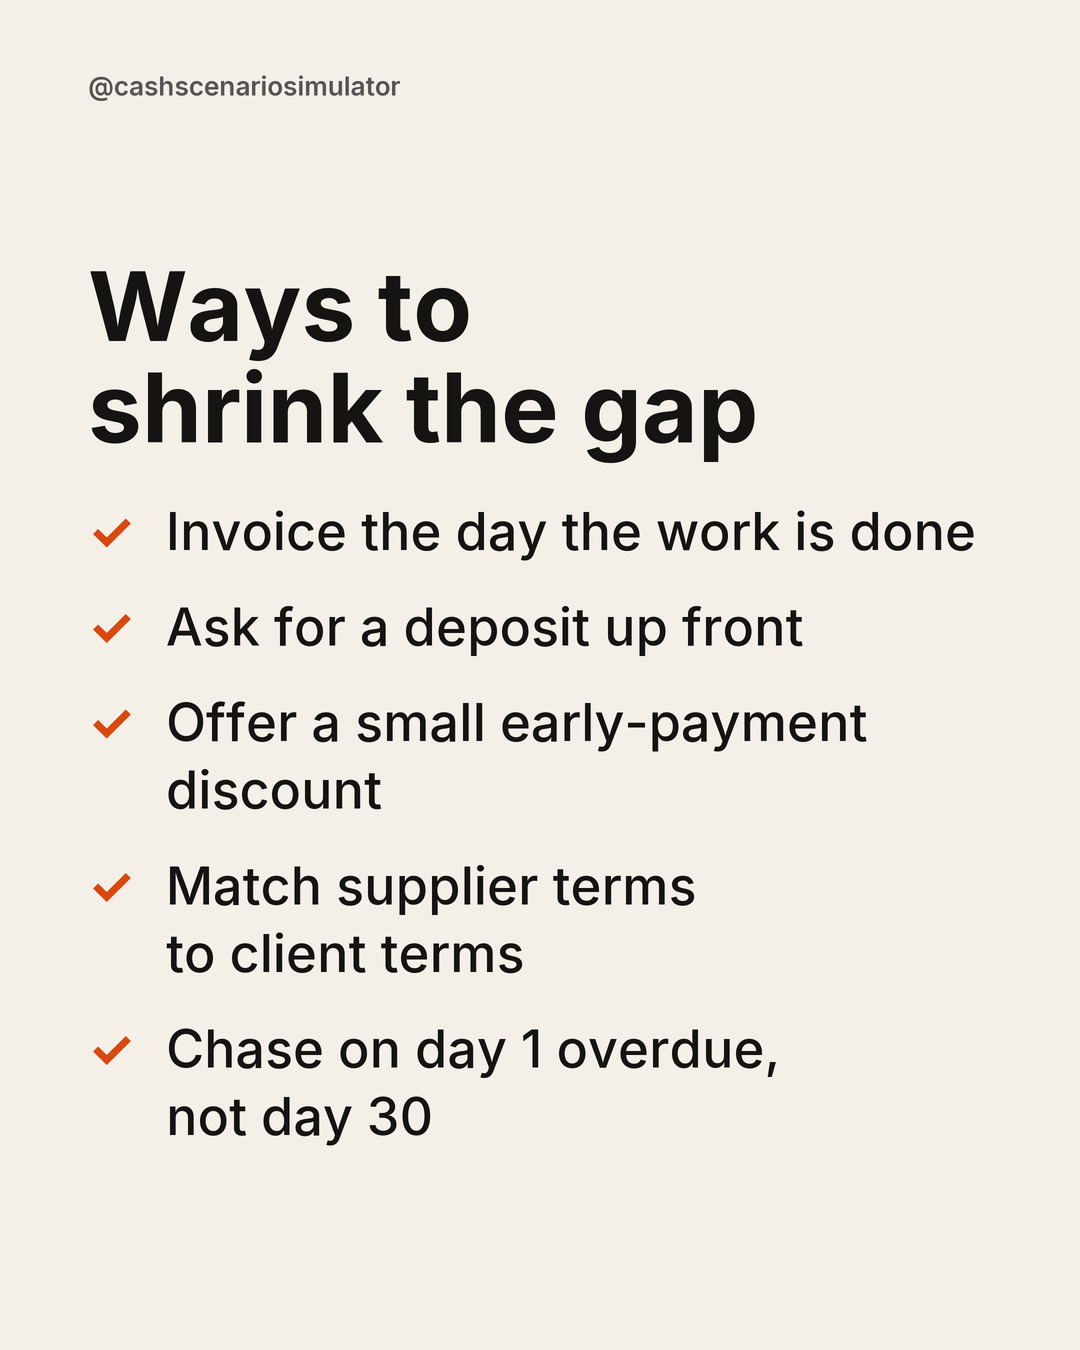 @cashscenariosimulator
Ways to
shrink the gap
Invoice the day the work is done
Ask for a deposit up front
Offer a small early-payment
discount
Match supplier terms
to client terms
Chase on day 1 overdue,
not day 30